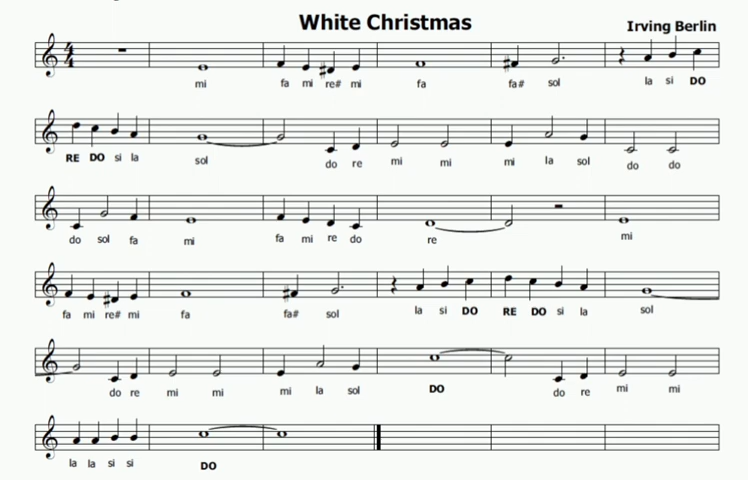 White Christmas
Irving Berlin
mi fa mi re# mi fa fa# sol la si DO
RE DO si la sol do re mi mi mi la sol do do
do sol fa mi fa mi re do re mi
fa mi re# mi fa fa# sol la si DO RE DO si la sol
do re mi mi mi la sol DO do re mi mi
la la si si DO